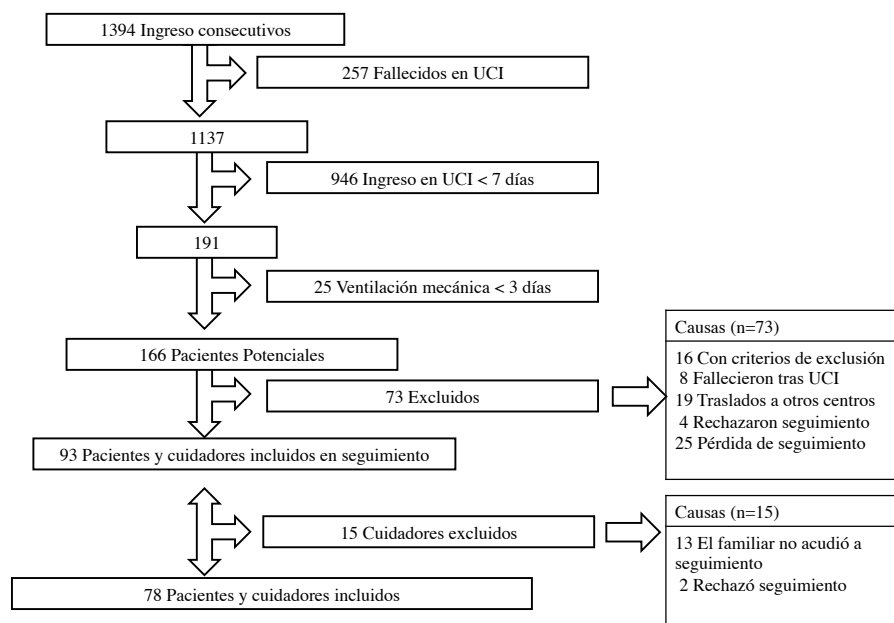 1394 Ingreso consecutivos
257 Fallecidos en UCI
1137
946 Ingreso en UCI < 7 días
191
25 Ventilación mecánica < 3 días
166 Pacientes Potenciales
73 Excluidos
Causas (n=73)
16 Con criterios de exclusión
8 Fallecieron tras UCI
19 Traslados a otros centros
4 Rechazaron seguimiento
25 Pérdida de seguimiento
93 Pacientes y cuidadores incluidos en seguimiento
15 Cuidadores excluidos
Causas (n=15)
13 El familiar no acudió a
seguimiento
2 Rechazó seguimiento
78 Pacientes y cuidadores incluidos